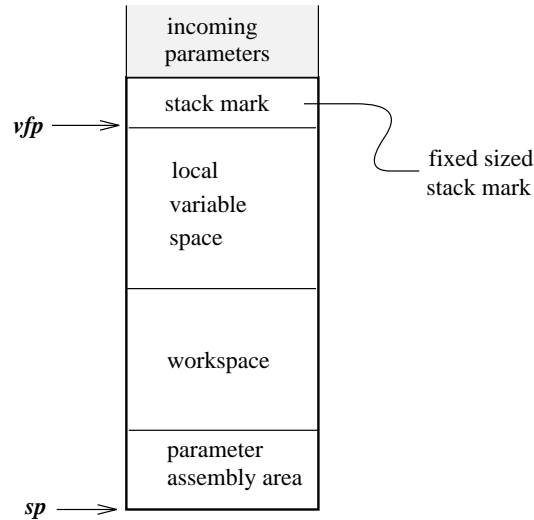 incoming
parameters
stack mark
vfp
fixed sized
stack mark
local
variable
space
workspace
parameter
assembly area
sp